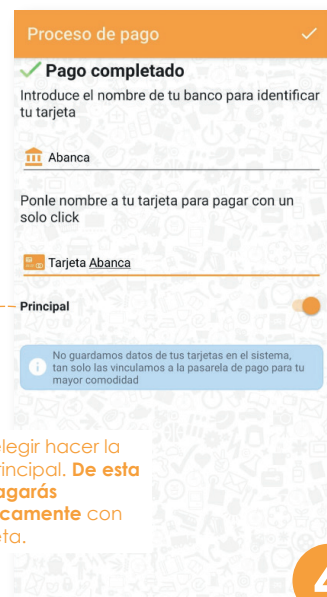 Proceso de pago
Pago completado
Introduce el nombre de tu banco para identificar
tu tarjeta
Abanca
Ponle nombre a tu tarjeta para pagar con un
solo click
Tarjeta Abanca
Principal
No guardamos datos de tus tarjetas en el sistema,
tan solo las vinculamos a la pasarela de pago para tu
mayor comodidad
elegir hacer la
rincipal. De esta
agarás
camente con
eta.
4